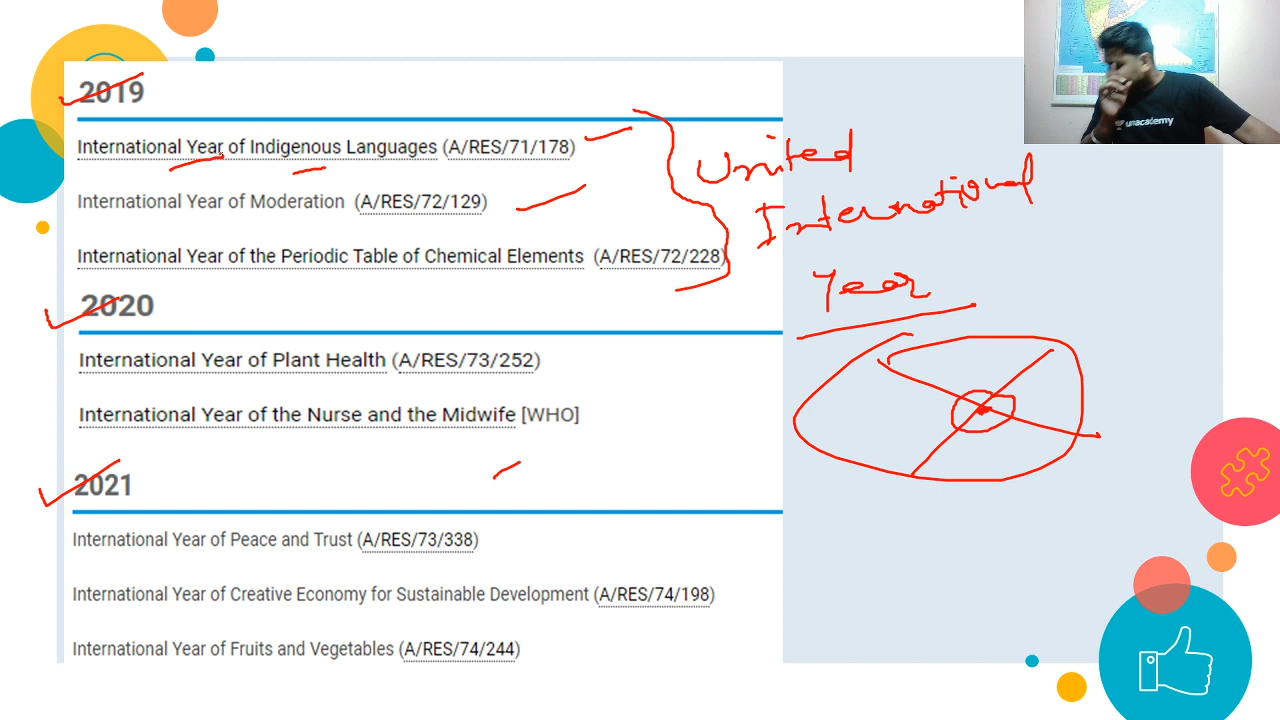 2019
International Year of Indigenous Languages (A/RES/71/178)
International Year of Moderation (A/RES/72/129)
International Year of the Periodic Table of Chemical Elements (A/RES/72/228)
2020
International Year of Plant Health (A/RES/73/252)
International Year of the Nurse and the Midwife [WHO]
2021
International Year of Peace and Trust (A/RES/73/338)
International Year of Creative Economy for Sustainable Development (A/RES/74/198)
International Year of Fruits and Vegetables (A/RES/74/244)
United
International
Year
unacademy